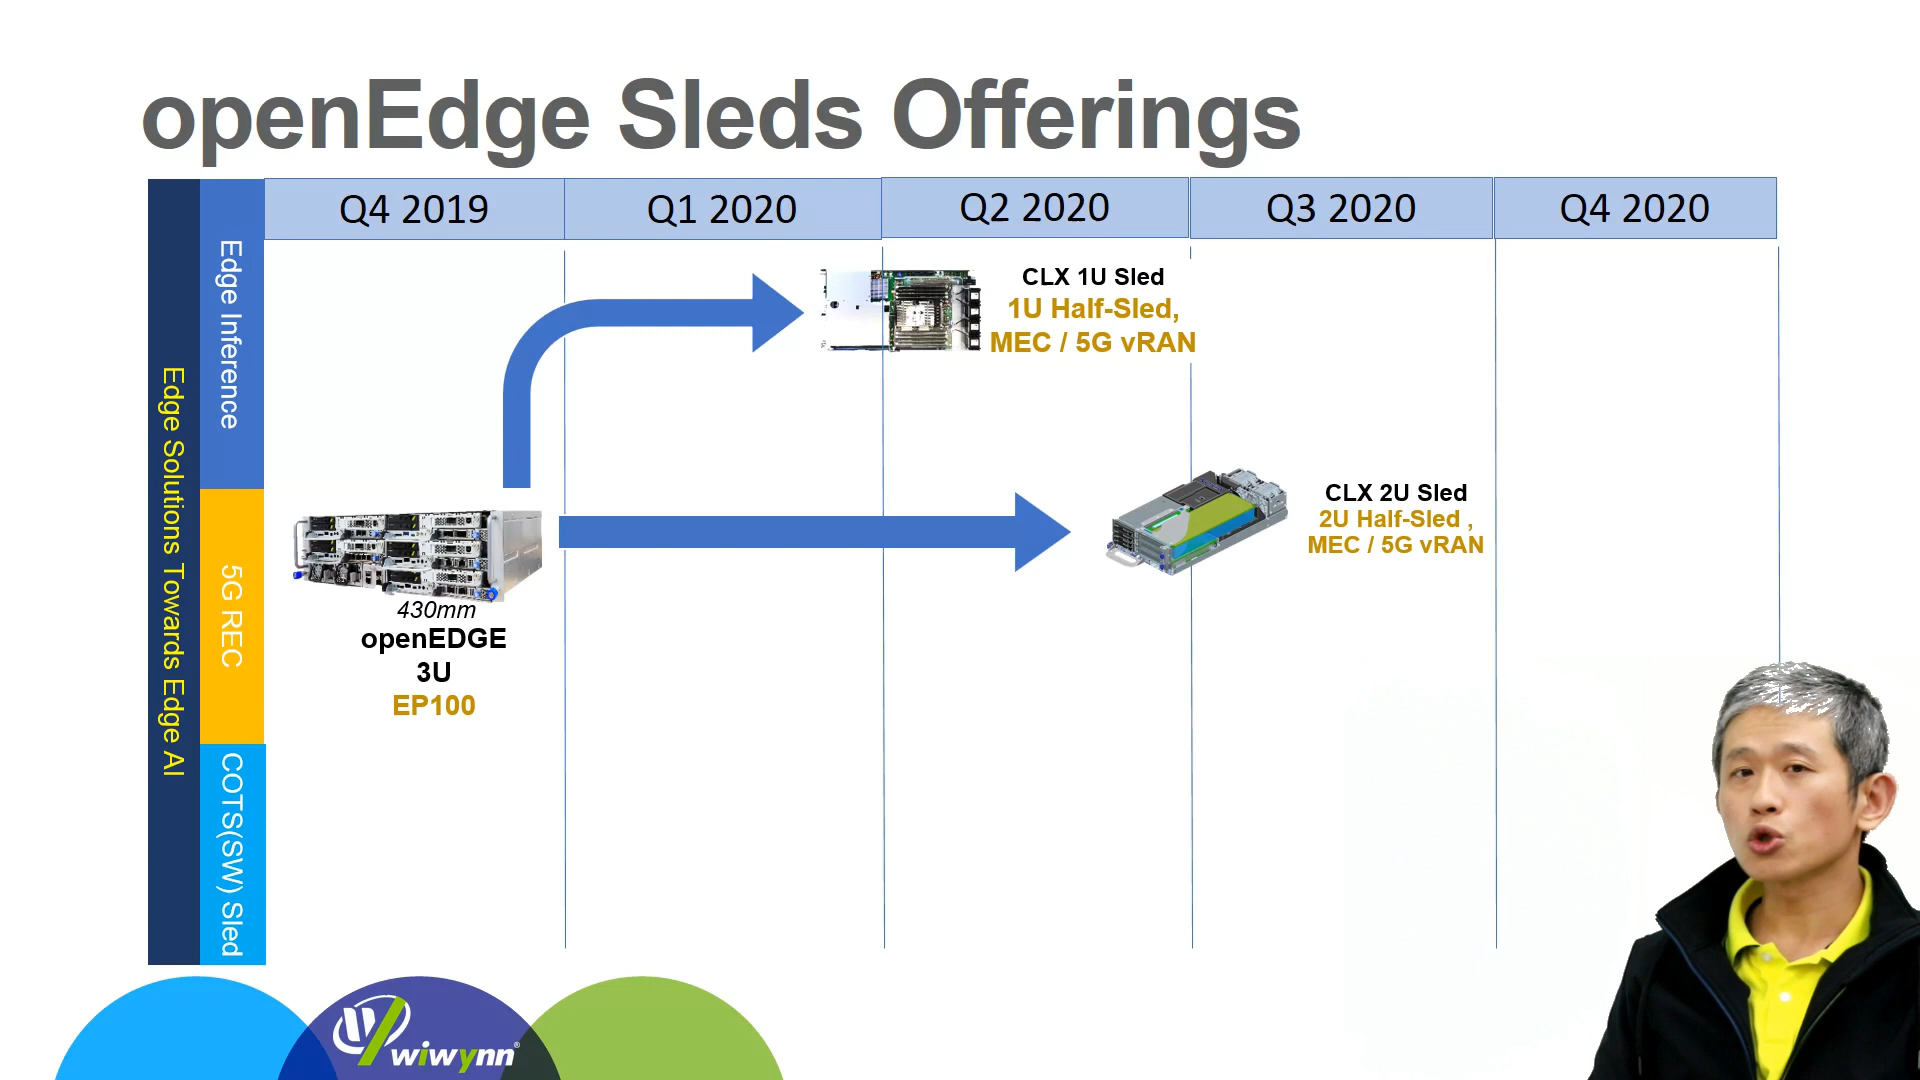 openEdge Sleds Offerings
Q4 2019
Q1 2020
Q2 2020
Q3 2020
Q4 2020
Edge Solutions Towards Edge AI
Edge Inference
5G REC
COTS(SW) Sled
CLX 1U Sled
1U Half-Sled,
MEC / 5G vRAN
CLX 2U Sled
2U Half-Sled ,
MEC / 5G vRAN
430mm
openEDGE
3U
EP100
wiwynn®